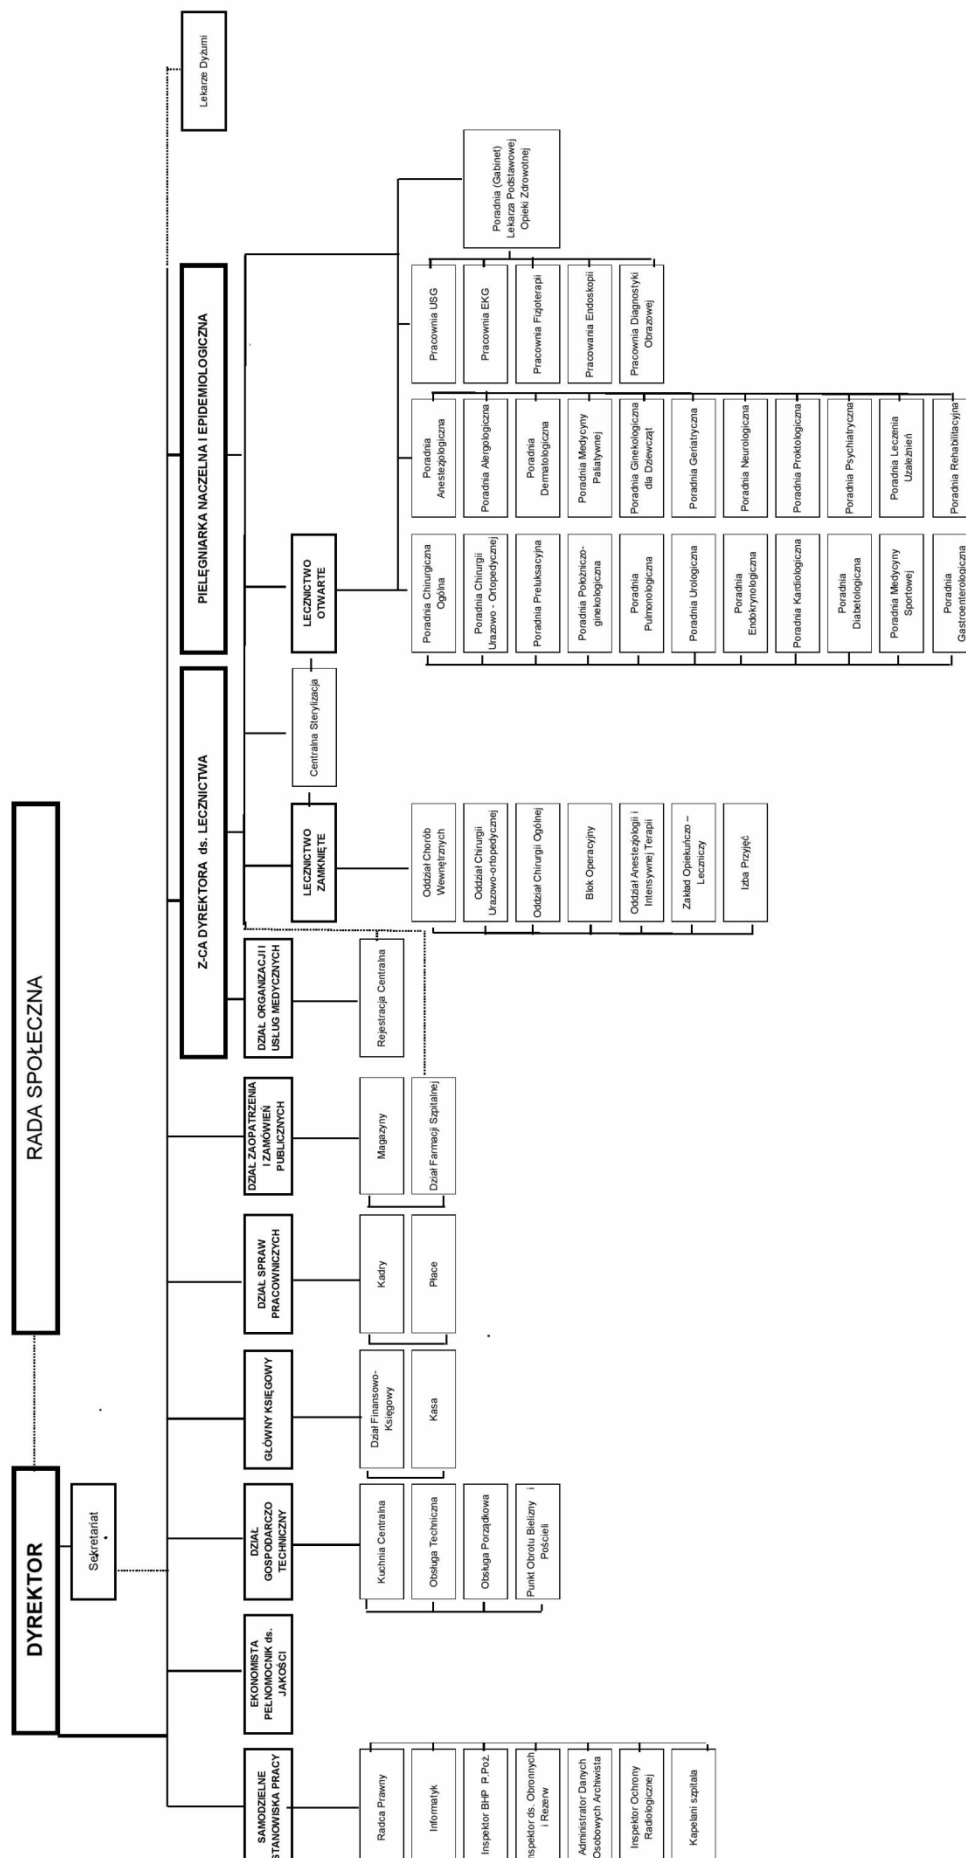 RADA SPOŁECZNA
DYREKTOR
Sekretariat
Lekarze Dyżurni
Z-CA DYREKTORA ds. LECZNICTWA
PIELĘGNIARKA NACZELNA I EPIDEMIOLOGICZNA
SAMODZIELNE
STANOWISKA PRACY
EKONOMISTA
PEŁNOMOCNIK ds.
JAKOŚCI
DZIAŁ
GOSPODARCZO
TECHNICZNY
GŁÓWNY KSIĘGOWY
DZIAŁ SPRAW
PRACOWNICZYCH
DZIAŁ ZAOPATRZENIA
I ZAMÓWIEŃ
PUBLICZNYCH
DZIAŁ ORGANIZACJI I
USŁUG MEDYCZNYCH
LECZNICTWO
ZAMKNIĘTE
Centralna Sterylizacja
LECZNICTWO
OTWARTE
Radca Prawny
Informatyk
Inspektor BHP P.Poż.
Inspektor ds. Obronnych
i Rezerw
Administrator Danych
Osobowych Archiwista
Inspektor Ochrony
Radiologicznej
Kapelani szpitala
Kuchnia Centralna
Obsługa Techniczna
Obsługa Porządkowa
Punkt Obrotu Bielizny i
Pościeli
Dział Finansowo-
Księgowy
Kasa
Kadry
Płace
Magazyny
Dział Farmacji Szpitalnej
Rejestracja Centralna
Oddział Chorób
Wewnętrznych
Oddział Chirurgii
Urazowo-ortopedycznej
Oddział Chirurgii Ogólnej
Blok Operacyjny
Oddział Anestezjologii i
Intensywnej Terapii
Zakład Opiekuńczo –
Leczniczy
Izba Przyjęć
Poradnia Chirurgiczna
Ogólna
Poradnia Chirurgii
Urazowo - Ortopedycznej
Poradnia Preluksacyjna
Poradnia Położniczo-
ginekologiczna
Poradnia
Pulmonologiczna
Poradnia Urologiczna
Poradnia
Endokrynologiczna
Poradnia Kardiologiczna
Poradnia
Diabetologiczna
Poradnia Medycyny
Sportowej
Poradnia
Gastroenterologiczna
Poradnia
Anestezjologiczna
Poradnia Alergologiczna
Poradnia
Dermatologiczna
Poradnia Medycyny
Paliatywnej
Poradnia Ginekologiczna
dla Dziewcząt
Poradnia Geriatryczna
Poradnia Neurologiczna
Poradnia Proktologiczna
Poradnia Psychiatryczna
Poradnia Leczenia
Uzależnień
Poradnia Rehabilitacyjna
Pracownia USG
Pracownia EKG
Pracownia Fizjoterapi
Pracowania Endoskopii
Pracownia Diagnostyki
Obrazowej
Poradnia (Gabinet)
Lekarza Podstawowej
Opieki Zdrowotnej